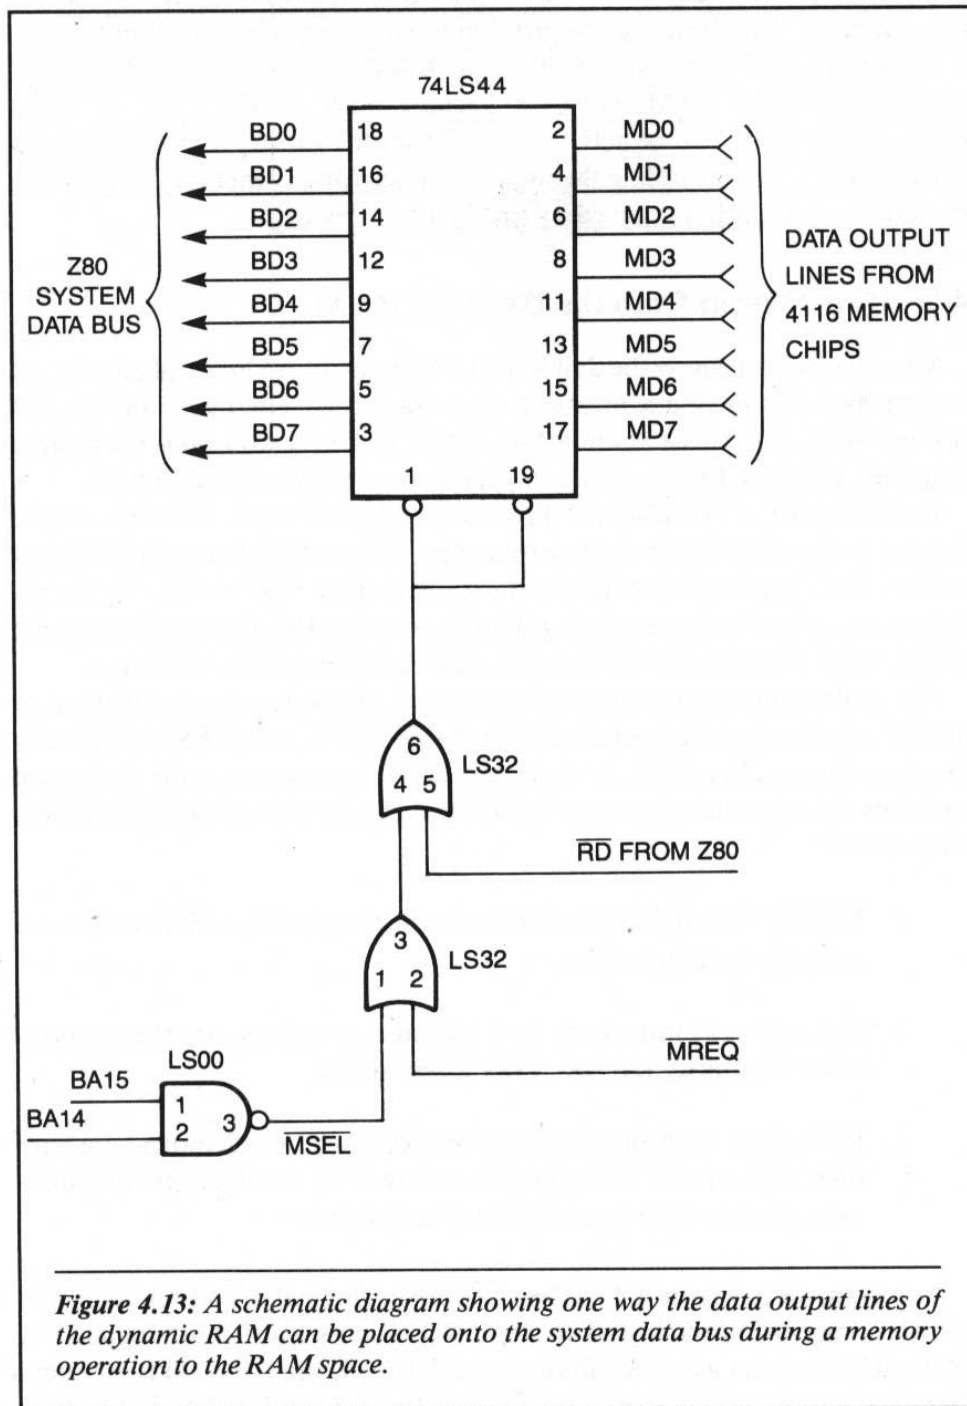 74LS44
BD0 18 2 MD0
BD1 16 4 MD1
BD2 14 6 MD2
BD3 12 8 MD3
BD4 9 11 MD4
BD5 7 13 MD5
BD6 5 15 MD6
BD7 3 17 MD7
1 19
Z80
SYSTEM
DATA BUS
DATA OUTPUT
LINES FROM
4116 MEMORY
CHIPS
6
4 5
LS32
RD FROM Z80
3
1 2
LS32
MREQ
LS00
BA15
BA14
1
2
3
MSEL
Figure 4.13: A schematic diagram showing one way the data output lines of
the dynamic RAM can be placed onto the system data bus during a memory
operation to the RAM space.